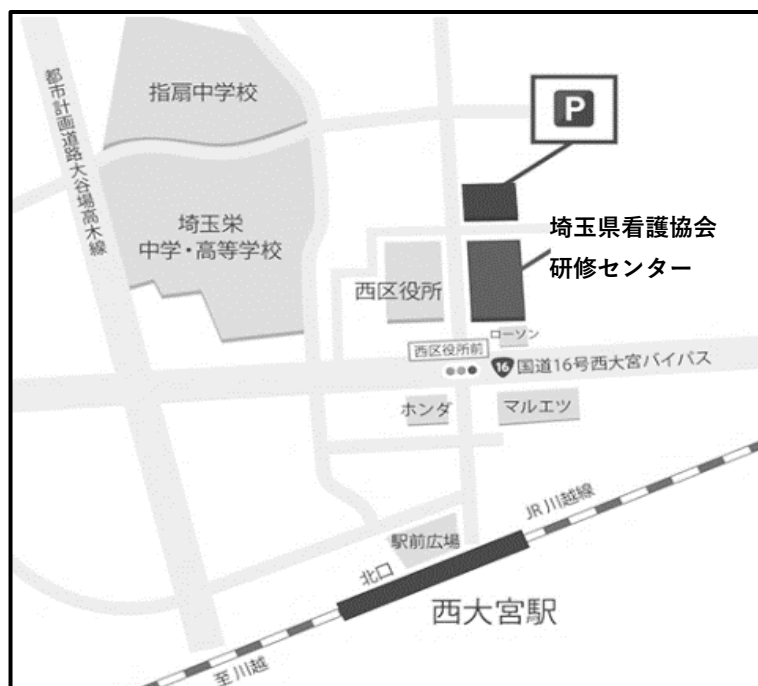 都市計画道路大谷場高木線
指扇中学校
P
埼玉栄
中学・高等学校
埼玉県看護協会
研修センター
西区役所
ローソン
西区役所前
16
国道16号西大宮バイパス
ホンダ
マルエツ
JR川越線
駅前広場
北口
西大宮駅
至川越